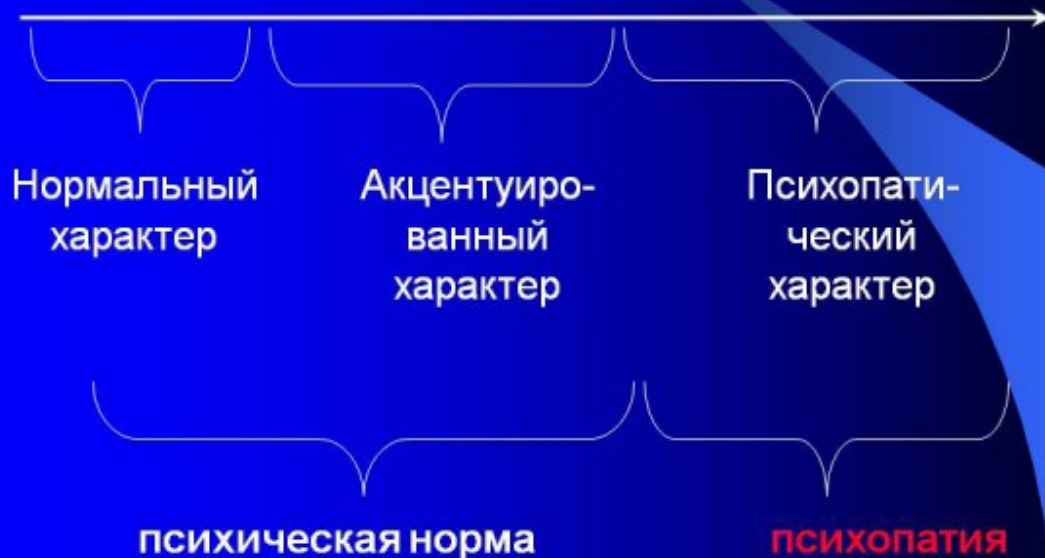 Нормальный
характер
Акцентуиро-
ванный
характер
Психопати-
ческий
характер
психическая норма
психопатия